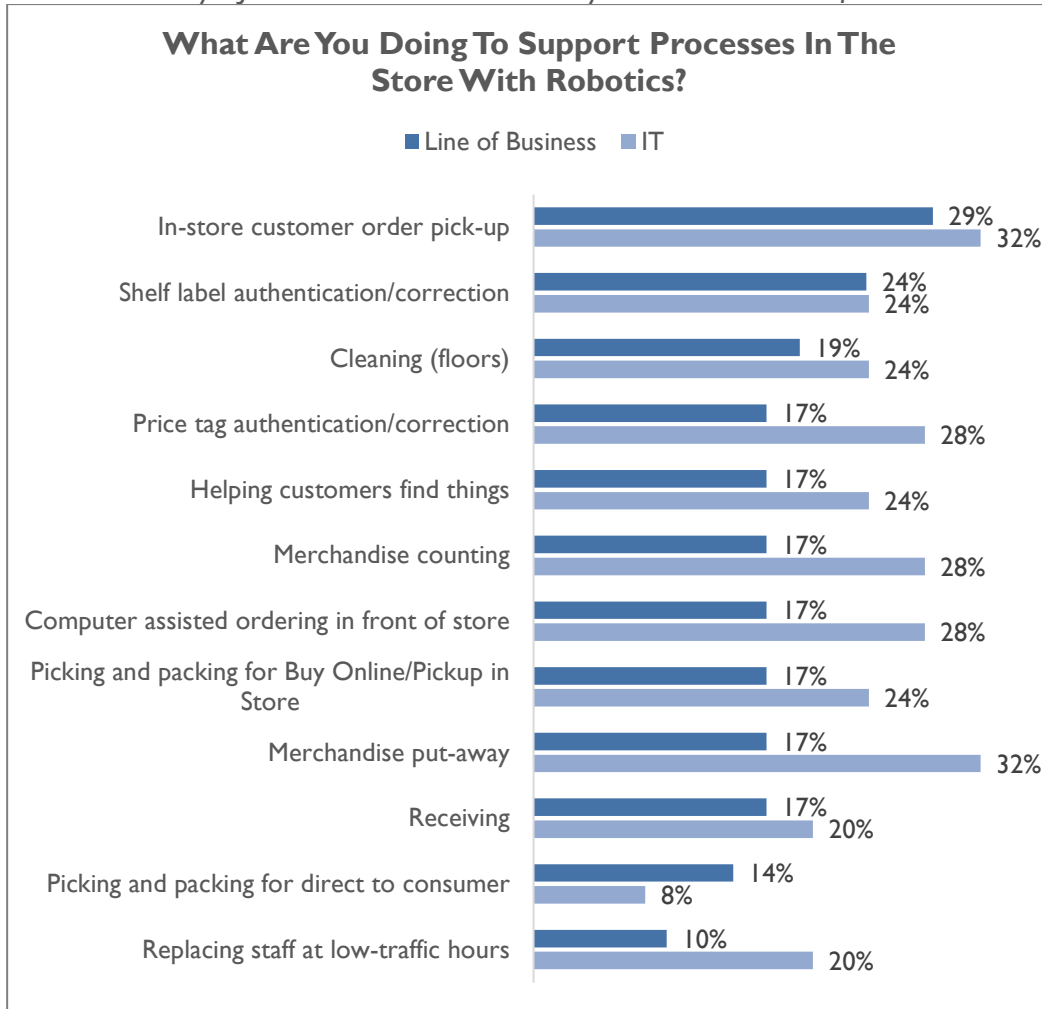 What Are You Doing To Support Processes In The
Store With Robotics?
Line of Business IT
In-store customer order pick-up
29%
32%
Shelf label authentication/correction
24%
24%
Cleaning (floors)
19%
24%
Price tag authentication/correction
17%
28%
Helping customers find things
17%
24%
Merchandise counting
17%
28%
Computer assisted ordering in front of store
17%
28%
Picking and packing for Buy Online/Pickup in
Store
17%
24%
Merchandise put-away
17%
32%
Receiving
17%
20%
Picking and packing for direct to consumer
14%
8%
Replacing staff at low-traffic hours
10%
20%